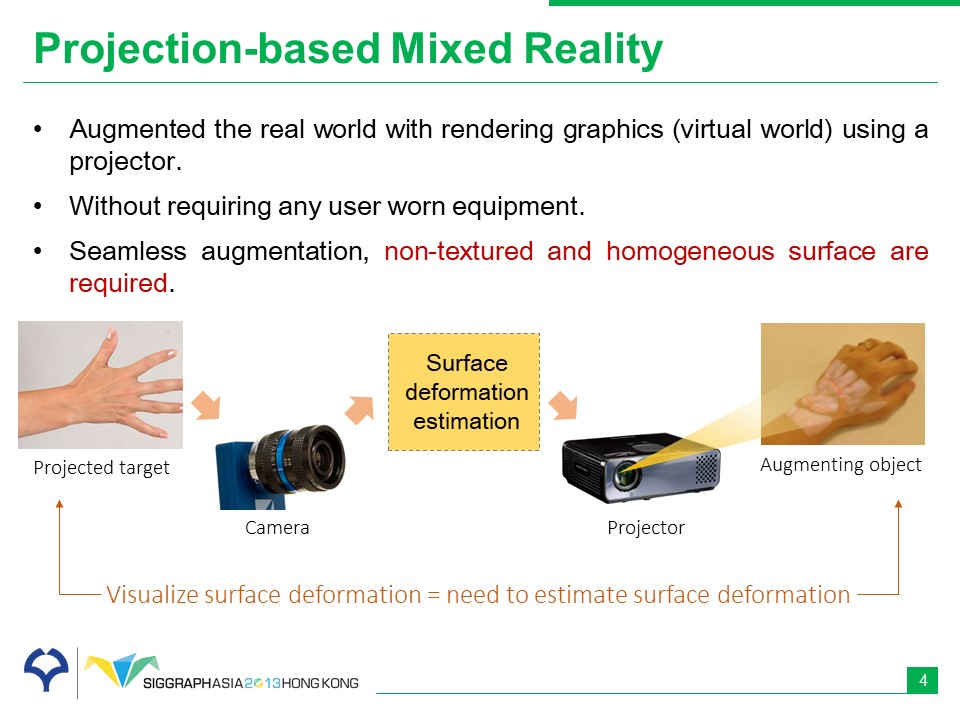 Projection-based Mixed Reality
• Augmented the real world with rendering graphics (virtual world) using a
projector.
• Without requiring any user worn equipment.
• Seamless augmentation, non-textured and homogeneous surface are
required.
Surface
deformation
estimation
Projected target
Augmenting object
Camera
Projector
Visualize surface deformation = need to estimate surface deformation
SIGGRAPHASIA2013HONG KONG
4